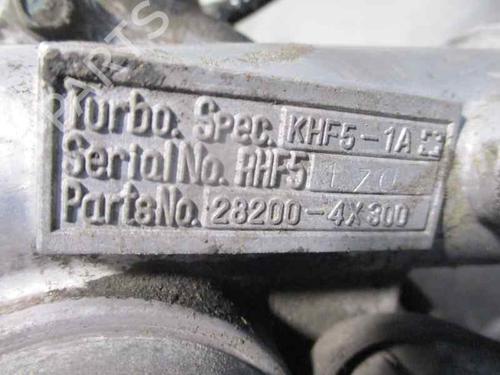 Turbo. Spec. KHF5-1A
Serial No. RHF5
Parts No. 28200-4X300